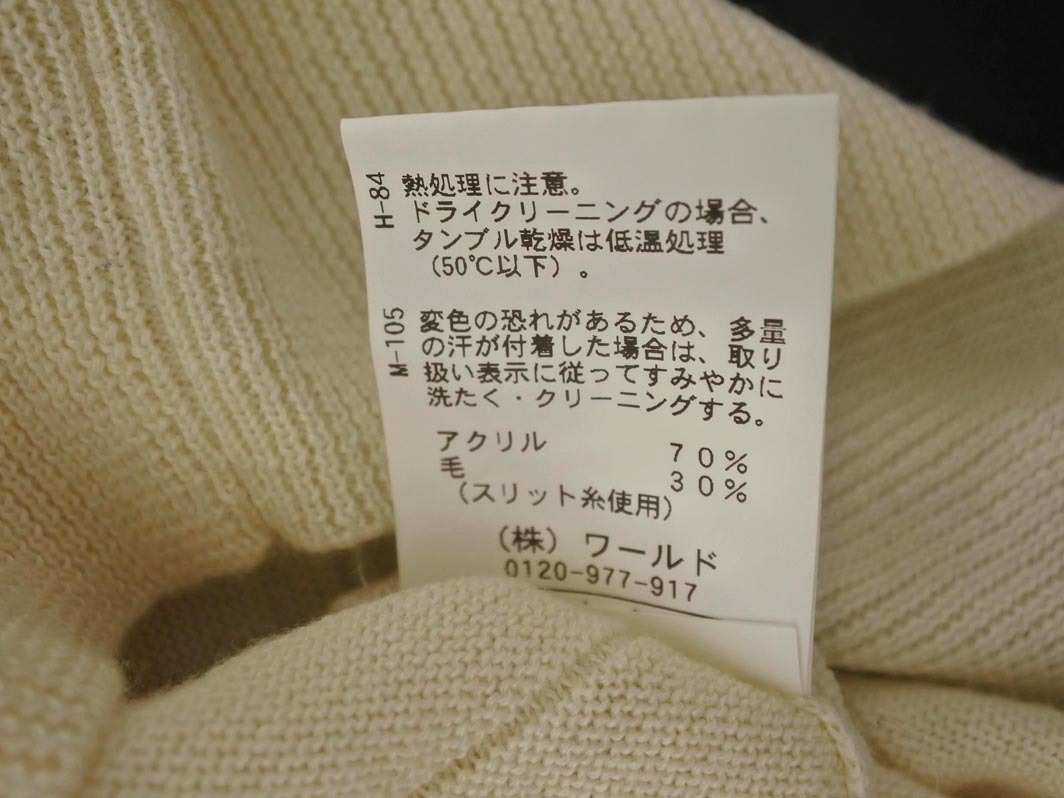 H-84 熱処理に注意。
ドライクリーニングの場合、
タンブル乾燥は低温処理
(50℃以下)。
M-105 変色の恐れがあるため、多量
の汗が付着した場合は、取り
扱い表示に従ってすみやかに
洗たく・クリーニングする。
アクリル 70%
毛 30%
(スリット糸使用)
(株) ワールド
0120-977-917